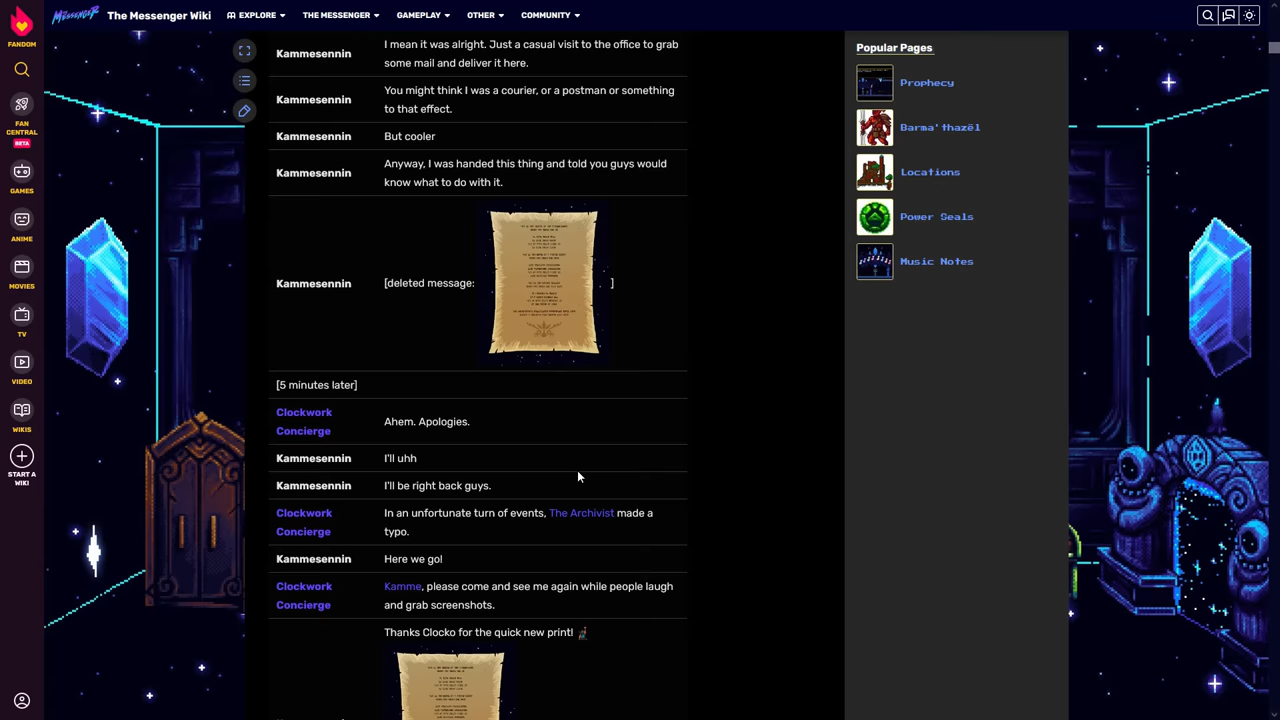 The Messenger Wiki
EXPLORE
THE MESSENGER
GAMEPLAY
OTHER
COMMUNITY
FANDOM
FAN
CENTRAL
BETA
GAMES
ANIME
MOVIES
TV
VIDEO
WIKIS
START A
WIKI
Kammesennin
I mean it was alright. Just a casual visit to the office to grab
some mail and deliver it here.
Kammesennin
You might think I was a courier, or a postman or something
to that effect.
Kammesennin
But cooler
Kammesennin
Anyway, I was handed this thing and told you guys would
know what to do with it.
Kammesennin
[deleted message:
]
[5 minutes later]
Clockwork
Concierge
Ahem. Apologies.
Kammesennin
I'll uhh
Kammesennin
I'll be right back guys.
Clockwork
Concierge
In an unfortunate turn of events, The Archivist made a
typo.
Kammesennin
Here we go!
Clockwork
Concierge
Kamme, please come and see me again while people laugh
and grab screenshots.
Thanks Clocko for the quick new print!
Popular Pages
Prophecy
Barma'thazël
Locations
Power Seals
Music Notes